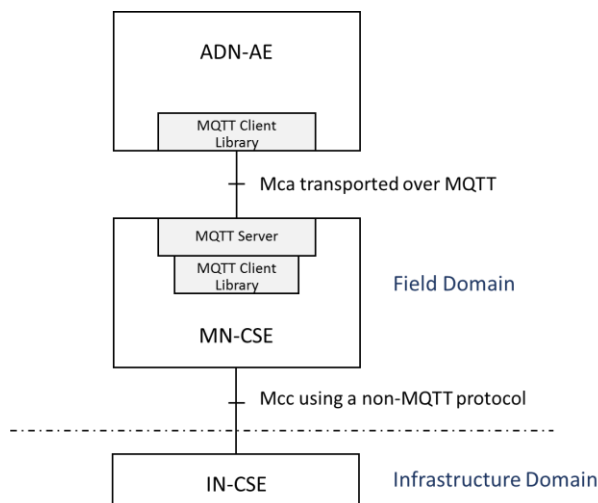 ADN-AE
MQTT Client
Library
Mca transported over MQTT
MQTT Server
MQTT Client
Library
Field Domain
MN-CSE
Mcc using a non-MQTT protocol
IN-CSE
Infrastructure Domain